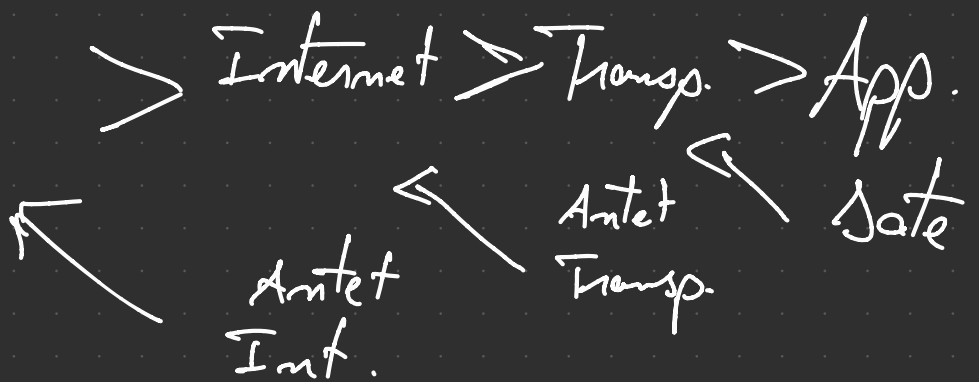 > Internet > Transp. > App.
Antet Transp.
Date
Antet Int.